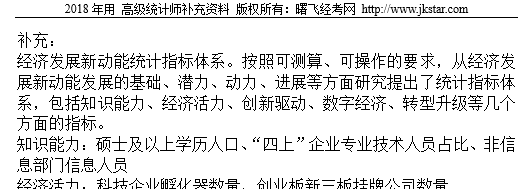 2018年用 高级统计师补充资料 版权所有：曙飞经考网 http://www.jkstar.com
补充：
经济发展新动能统计指标体系。按照可测算、可操作的要求，从经济发
展新动能发展的基础、潜力、动力、进展等方面研究提出了统计指标体
系，包括知识能力、经济活力、创新驱动、数字经济、转型升级等几个
方面的指标。
知识能力：硕士及以上学历人口、“四上”企业专业技术人员占比、非信
息部门信息人员
经济活力：科技企业孵化器数量、创业板新三板挂牌公司数量